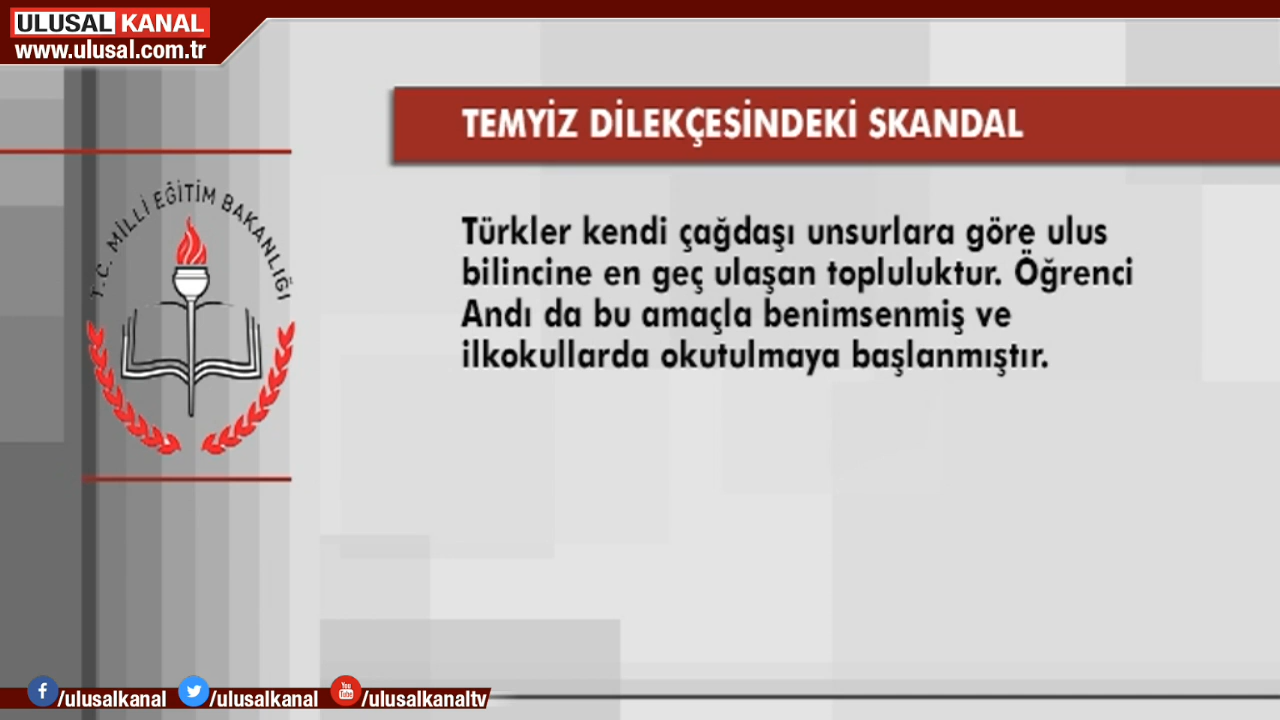 ULUSAL KANAL
www.ulusal.com.tr
TEMYİZ DİLEKÇESİNDEKİ SKANDAL
T.C. MİLLİ EĞİTİM BAKANLIĞI
Türkler kendi çağdaşı unsurlara göre ulus
bilincine en geç ulaşan topluluktur. Öğrenci
Andı da bu amaçla benimsenmiş ve
ilkokullarda okutulmaya başlanmıştır.
f /ulusalkanal /ulusalkanal You Tube /ulusalkanaltv